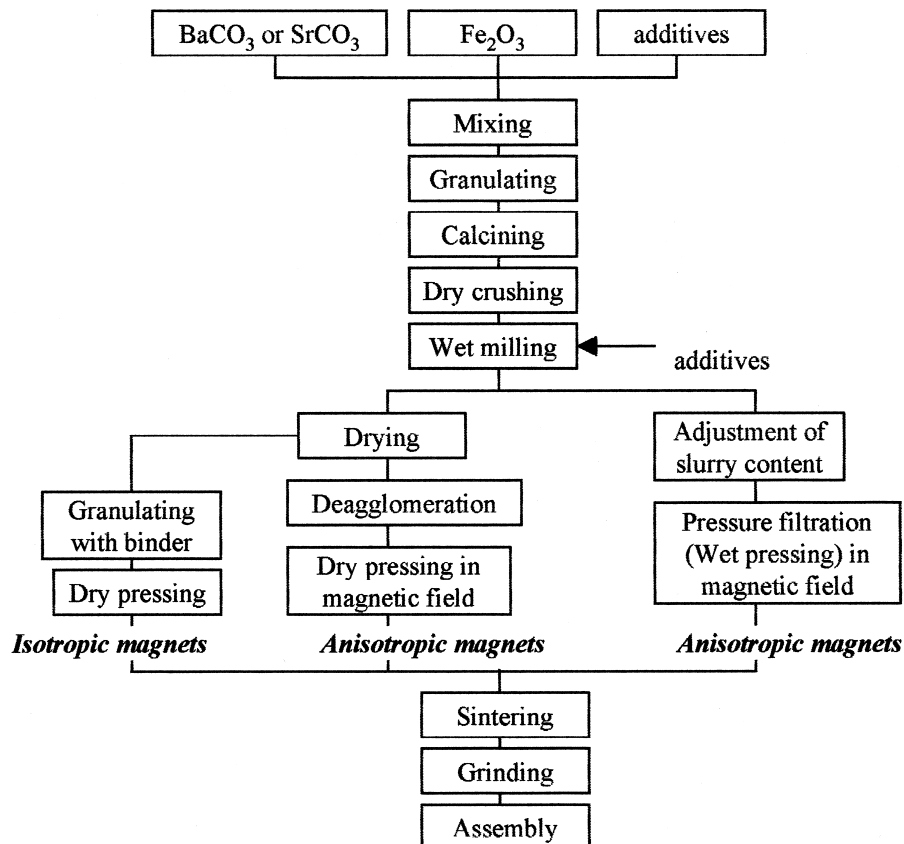 BaCO₃ or SrCO₃
Fe₂O₃
additives
Mixing
Granulating
Calcining
Dry crushing
Wet milling
additives
Drying
Adjustment of
slurry content
Granulating
with binder
Deagglomeration
Pressure filtration
(Wet pressing) in
magnetic field
Dry pressing
Dry pressing in
magnetic field
Isotropic magnets
Anisotropic magnets
Anisotropic magnets
Sintering
Grinding
Assembly